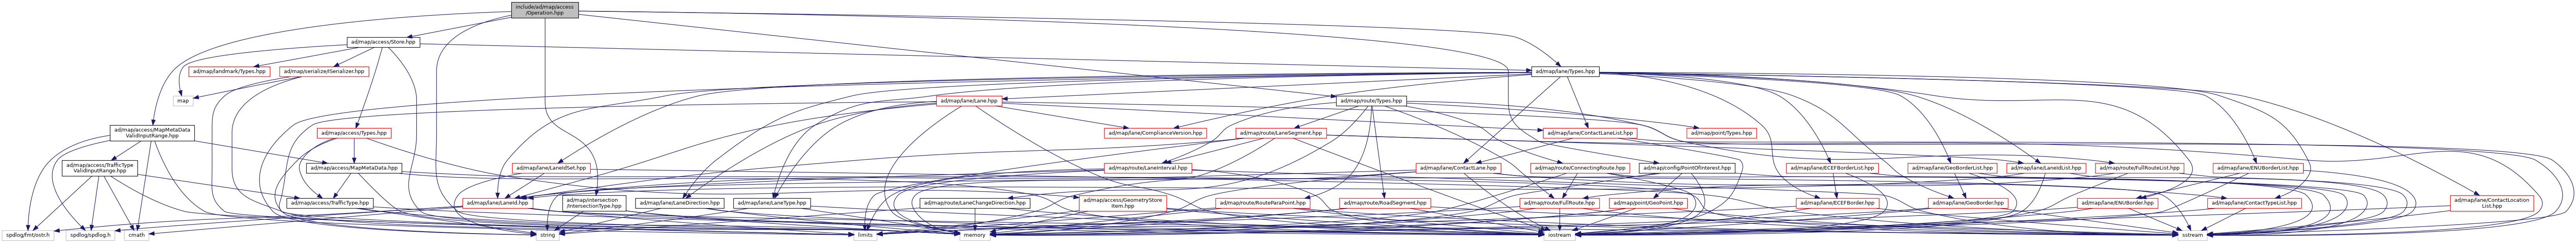 include/ad/map/access
/Operation.hpp
ad/map/access/Store.hpp
ad/map/landmark/Types.hpp
ad/map/serialize/ISerializer.hpp
ad/map/lane/Types.hpp
map
ad/map/lane/Lane.hpp
ad/map/route/Types.hpp
ad/map/access/MapMetaData
ValidInputRange.hpp
ad/map/access/Types.hpp
ad/map/lane/ComplianceVersion.hpp
ad/map/route/LaneSegment.hpp
ad/map/lane/ContactLaneList.hpp
ad/map/point/Types.hpp
ad/map/access/TrafficType
ValidInputRange.hpp
ad/map/access/MapMetaData.hpp
ad/map/lane/LaneIdSet.hpp
ad/map/route/LaneInterval.hpp
ad/map/lane/ContactLane.hpp
ad/map/route/ConnectingRoute.hpp
ad/map/config/PointOfInterest.hpp
ad/map/lane/ECEFBorderList.hpp
ad/map/lane/GeoBorderList.hpp
ad/map/lane/LaneIdList.hpp
ad/map/route/FullRouteList.hpp
ad/map/lane/ENUBorderList.hpp
ad/map/access/TrafficType.hpp
ad/map/lane/LaneId.hpp
ad/map/intersection
/IntersectionType.hpp
ad/map/lane/LaneDirection.hpp
ad/map/lane/LaneType.hpp
ad/map/route/LaneChangeDirection.hpp
ad/map/access/GeometryStore
Item.hpp
ad/map/route/RouteParaPoint.hpp
ad/map/route/RoadSegment.hpp
ad/map/route/FullRoute.hpp
ad/map/point/GeoPoint.hpp
ad/map/lane/ECEFBorder.hpp
ad/map/lane/GeoBorder.hpp
ad/map/lane/ENUBorder.hpp
ad/map/lane/ContactTypeList.hpp
ad/map/lane/ContactLocation
List.hpp
spdlog/fmt/ostr.h
spdlog/spdlog.h
cmath
string
limits
memory
iostream
sstream